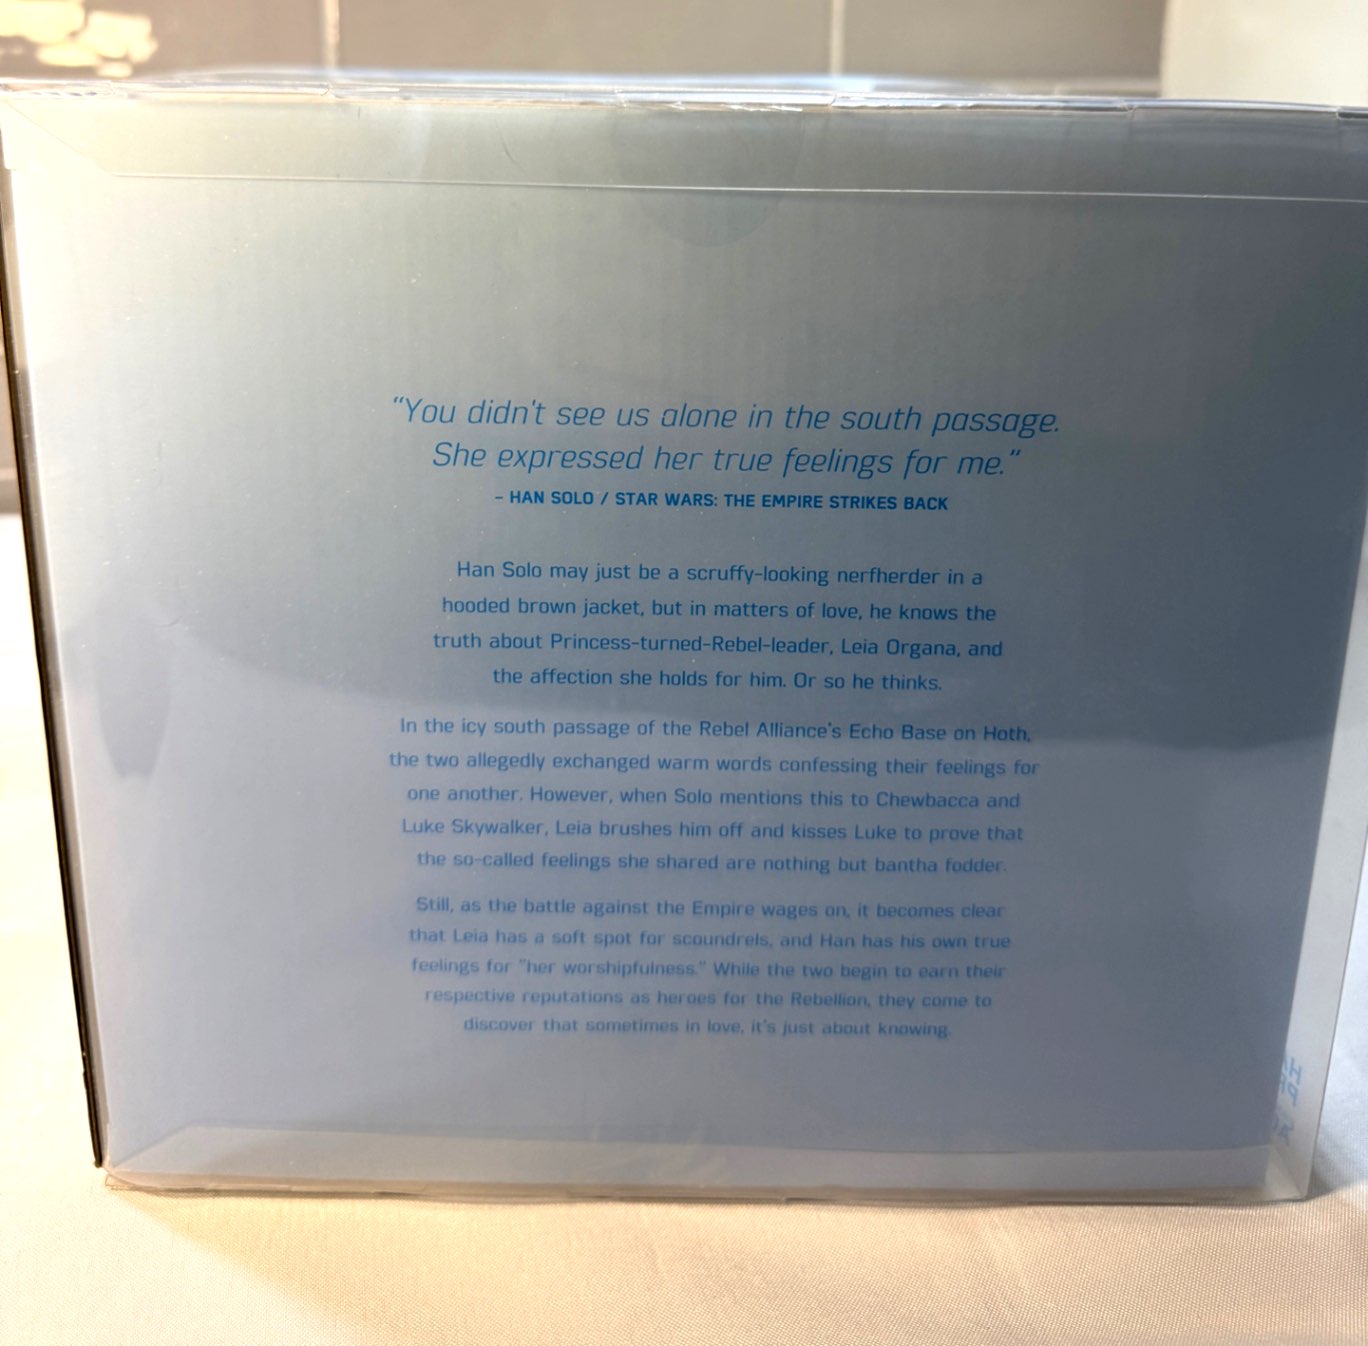 “You didn't see us alone in the south passage.
She expressed her true feelings for me.”
– HAN SOLO / STAR WARS: THE EMPIRE STRIKES BACK
Han Solo may just be a scruffy-looking nerfherder in a
hooded brown jacket, but in matters of love, he knows the
truth about Princess-turned-Rebel-leader, Leia Organa, and
the affection she holds for him. Or so he thinks.
In the icy south passage of the Rebel Alliance's Echo Base on Hoth,
the two allegedly exchanged warm words confessing their feelings for
one another. However, when Solo mentions this to Chewbacca and
Luke Skywalker, Leia brushes him off and kisses Luke to prove that
the so-called feelings she shared are nothing but bantha fodder.
Still, as the battle against the Empire wages on, it becomes clear
that Leia has a soft spot for scoundrels, and Han has his own true
feelings for "her worshipfulness." While the two begin to earn their
respective reputations as heroes for the Rebellion, they come to
discover that sometimes in love, it's just about knowing.